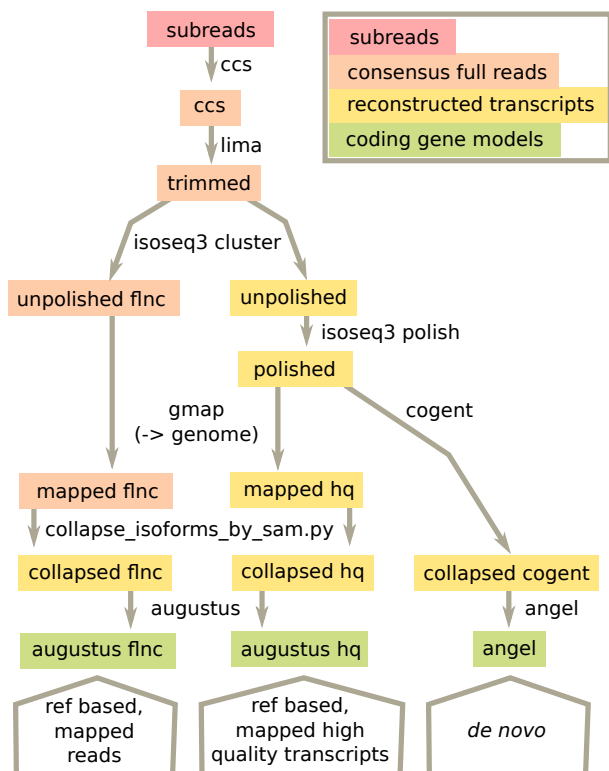 subreads
ccs
ccs
lima
trimmed
subreads
consensus full reads
reconstructed transcripts
coding gene models
isoseq3 cluster
unpolished flnc
unpolished
isoseq3 polish
polished
gmap
(-> genome)
cogent
mapped flnc
mapped hq
collapse_isoforms_by_sam.py
collapsed flnc
collapsed hq
collapsed cogent
augustus
angel
augustus flnc
augustus hq
angel
ref based,
mapped
reads
ref based,
mapped high
quality transcripts
de novo